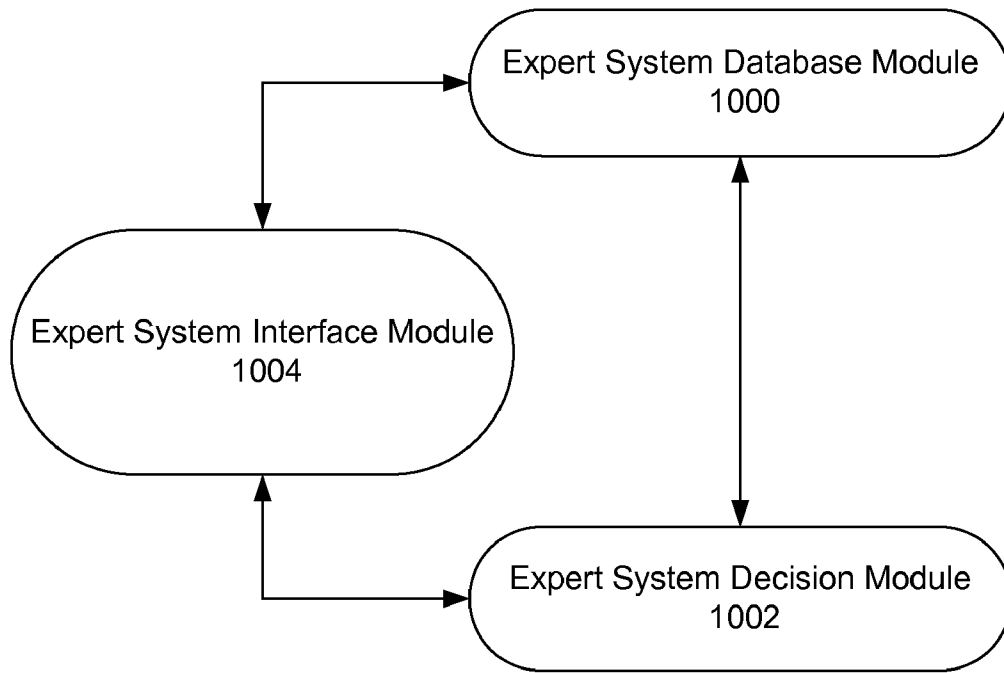 Expert System Database Module
1000
Expert System Interface Module
1004
Expert System Decision Module
1002